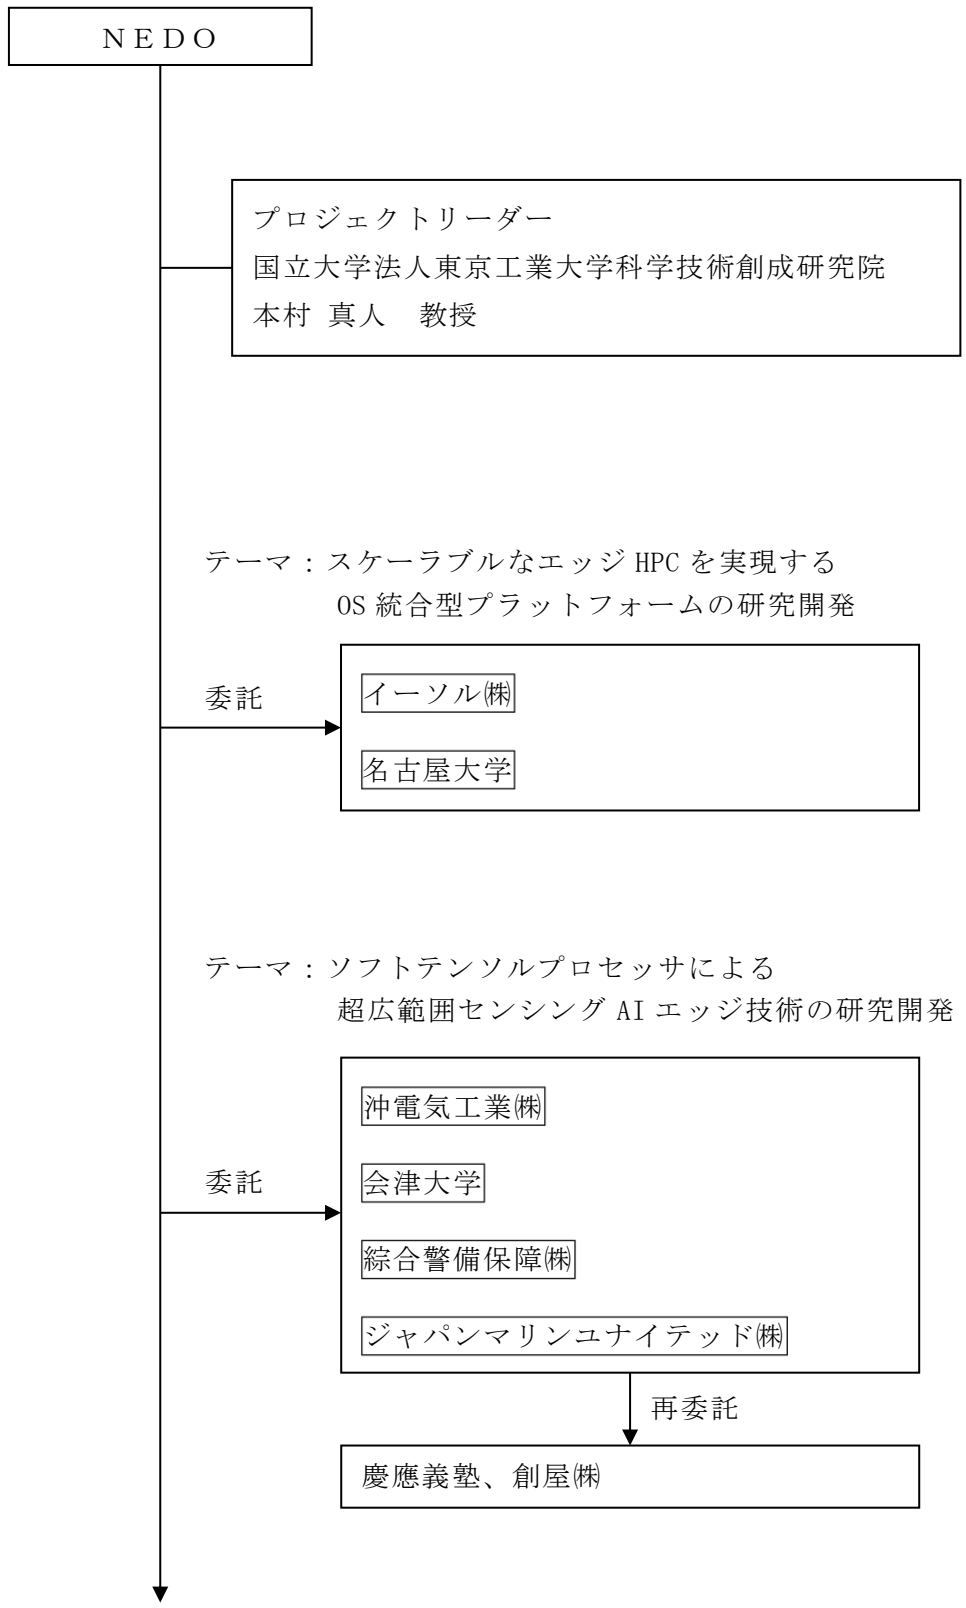 ＮＥＤＯ
プロジェクトリーダー
国立大学法人東京工業大学科学技術創成研究院
本村 真人　教授
テーマ：スケーラブルなエッジ HPC を実現する
OS 統合型プラットフォームの研究開発
委託
イーソル㈱
名古屋大学
テーマ：ソフトテンソルプロセッサによる
超広範囲センシング AI エッジ技術の研究開発
委託
沖電気工業㈱
会津大学
綜合警備保障㈱
ジャパンマリンユナイテッド㈱
再委託
慶應義塾、創屋㈱